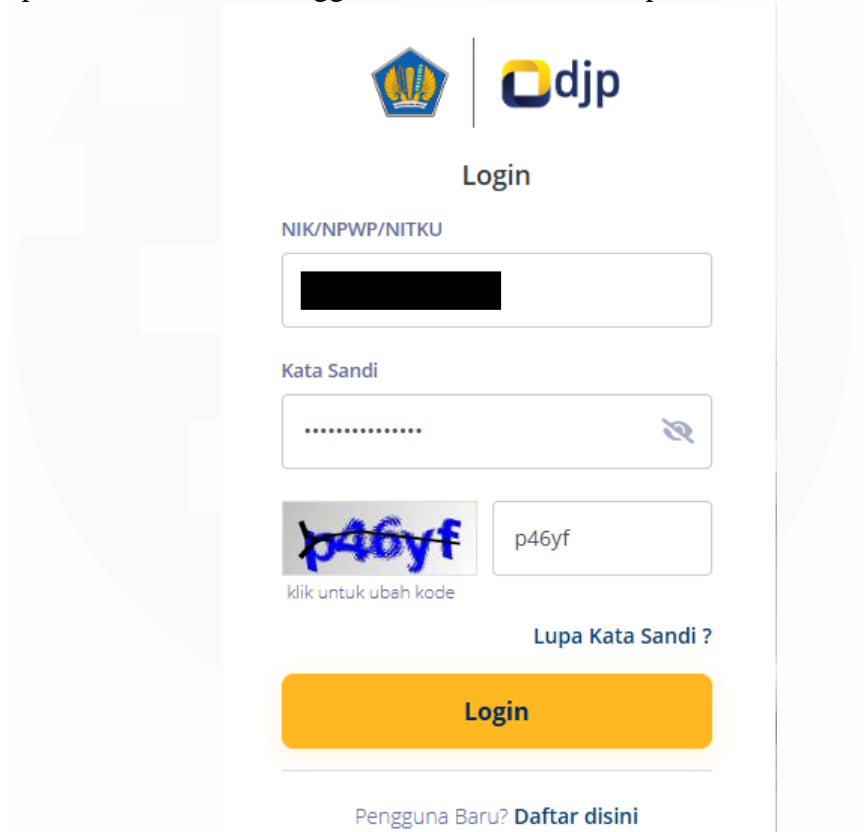 djp
Login
NIK/NPWP/NITKU
Kata Sandi
p46yf p46yf
klik untuk ubah kode
Lupa Kata Sandi ?
Login
Pengguna Baru? Daftar disini